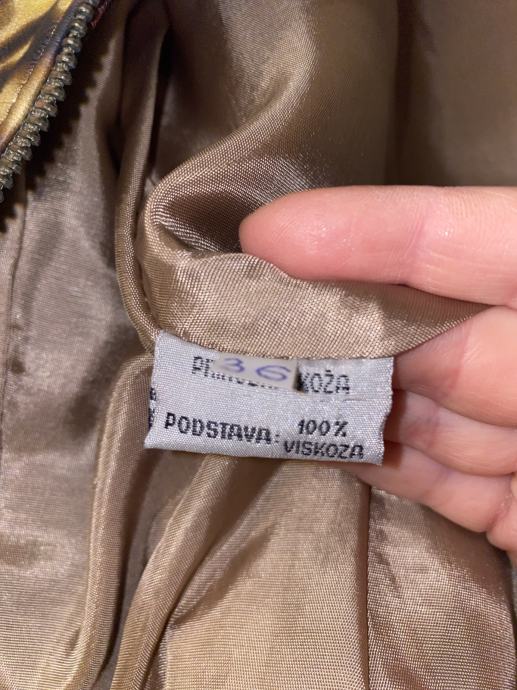 36
KOŽA
PODSTAVA: 100%
VISKOZA